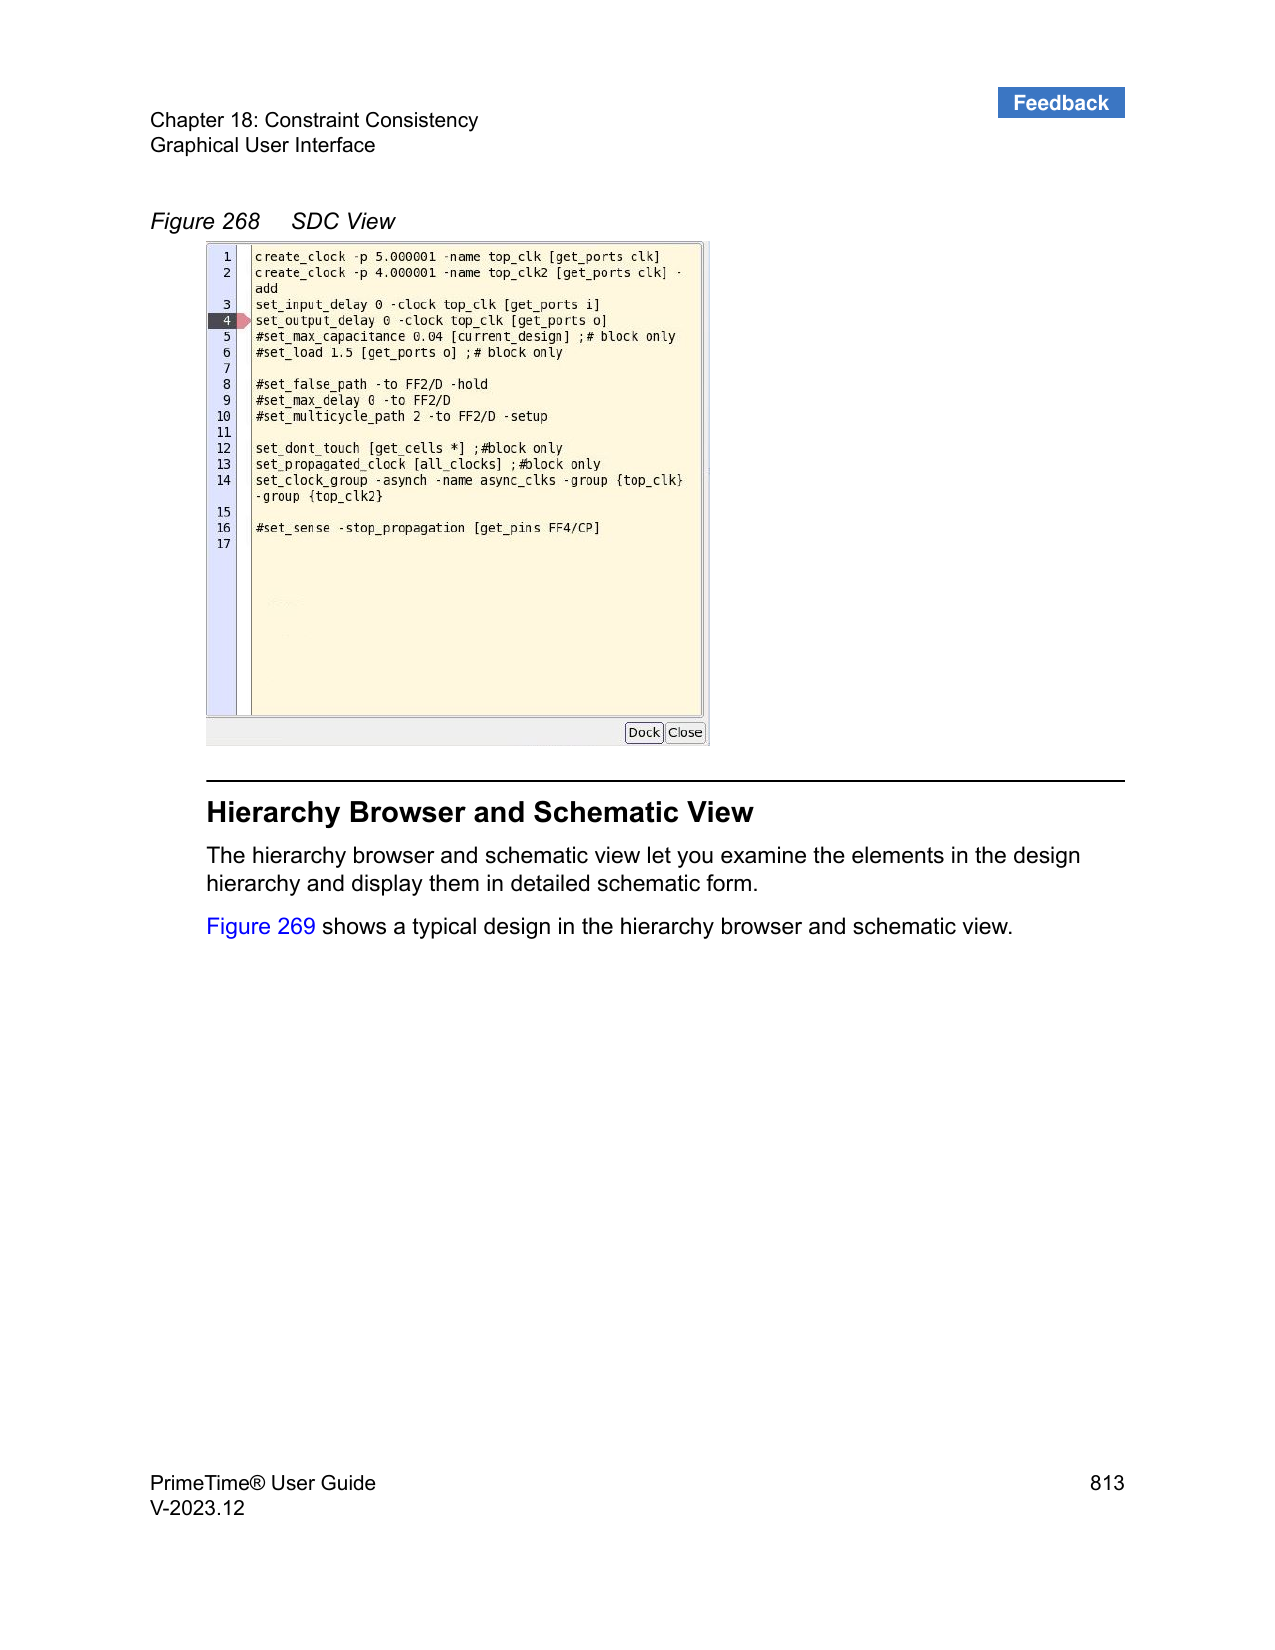 Feedback
Chapter 18: Constraint Consistency
Graphical User Interface
Figure 268 SDC View
1 create_clock -p 5.000001 -name top_clk [get_ports clk]
2 create_clock -p 4.000001 -name top_clk2 [get_ports clk] -
add
3 set_input_delay 0 -clock top_clk [get_ports i]
4 set_output_delay 0 -clock top_clk [get_ports o]
5 #set_max_capacitance 0.04 [current_design] ;# block only
6 #set_load 1.5 [get_ports o] ;# block only
7
8 #set_false_path -to FF2/D -hold
9 #set_max_delay 0 -to FF2/D
10 #set_multicycle_path 2 -to FF2/D -setup
11
12 set_dont_touch [get_cells *] ;#block only
13 set_propagated_clock [all_clocks] ;#block only
14 set_clock_group -asynch -name async_clks -group {top_clk}
-group {top_clk2}
15
16 #set_sense -stop_propagation [get_pins FF4/CP]
17
Dock Close
Hierarchy Browser and Schematic View
The hierarchy browser and schematic view let you examine the elements in the design
hierarchy and display them in detailed schematic form.
Figure 269 shows a typical design in the hierarchy browser and schematic view.
PrimeTime® User Guide 813
V-2023.12